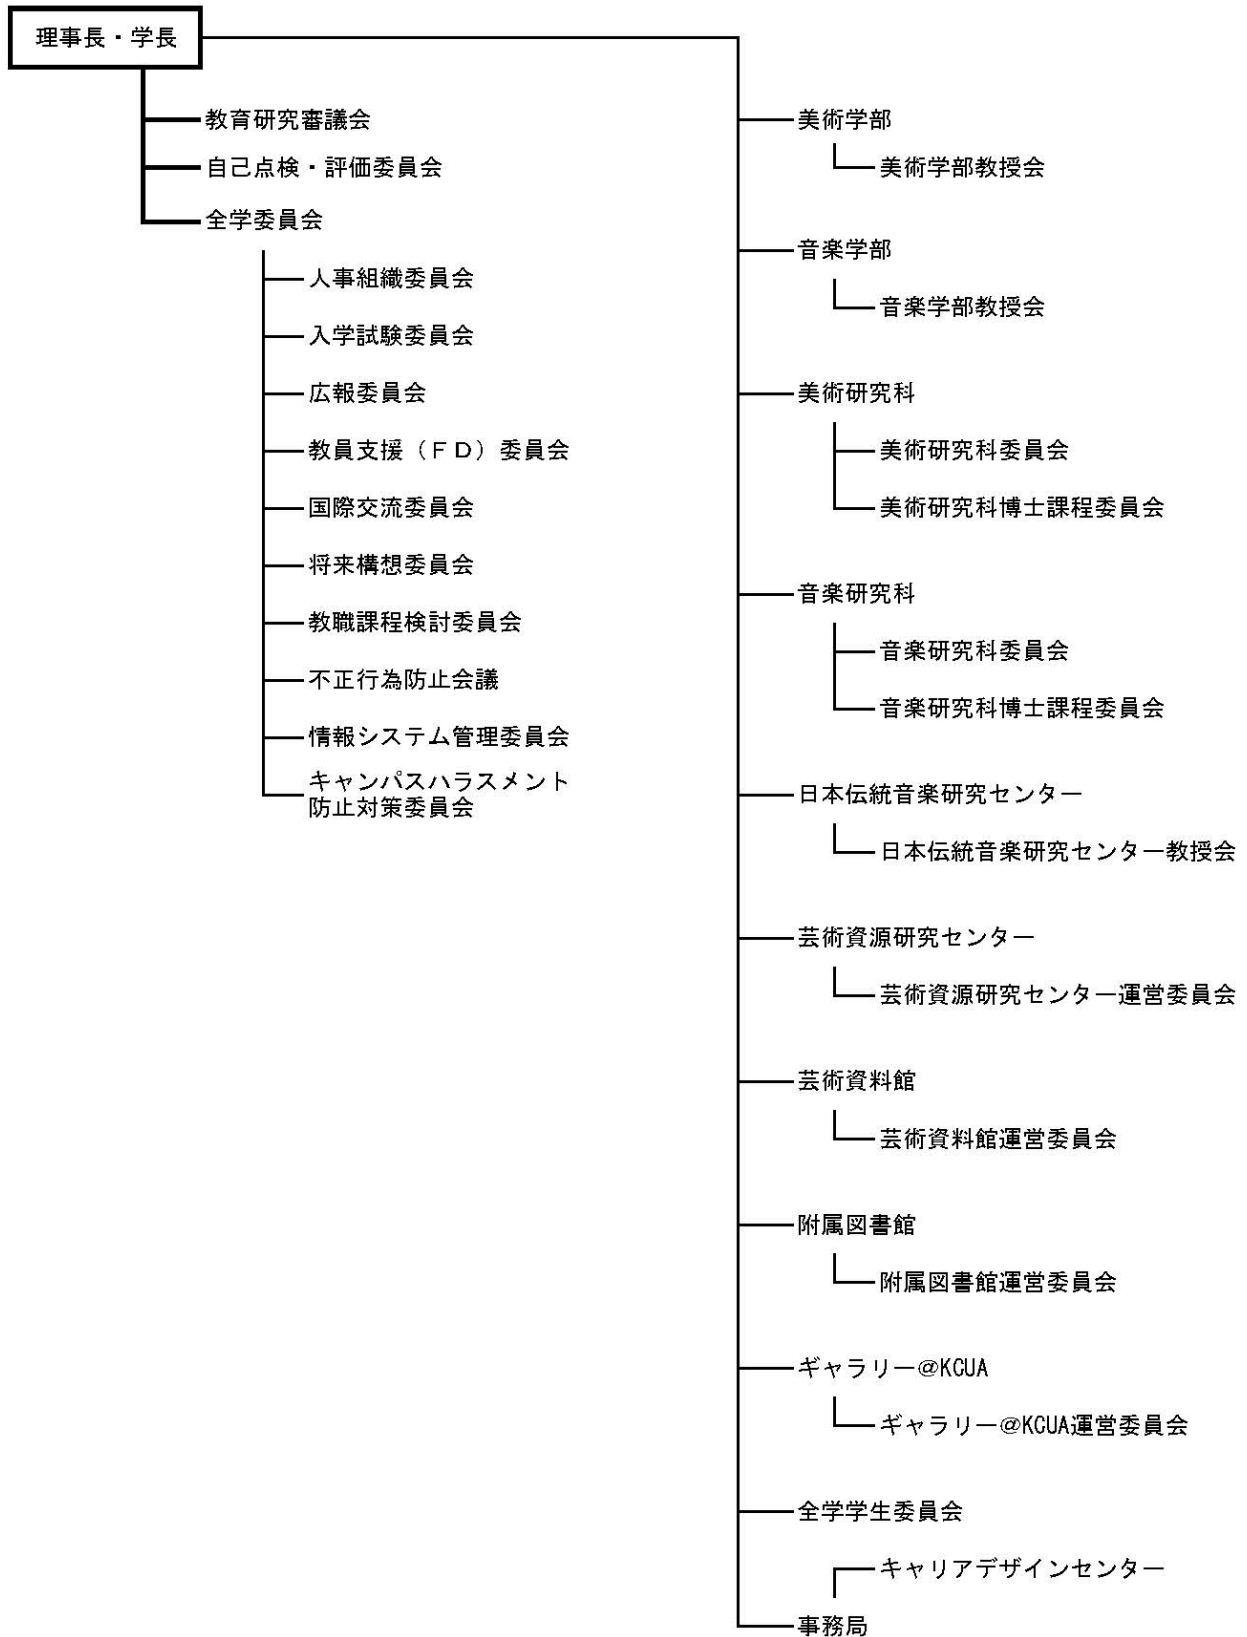 理事長・学長
教育研究審議会
自己点検・評価委員会
全学委員会
人事組織委員会
入学試験委員会
広報委員会
教員支援（ＦＤ）委員会
国際交流委員会
将来構想委員会
教職課程検討委員会
不正行為防止会議
情報システム管理委員会
キャンパスハラスメント
防止対策委員会
美術学部
美術学部教授会
音楽学部
音楽学部教授会
美術研究科
美術研究科委員会
美術研究科博士課程委員会
音楽研究科
音楽研究科委員会
音楽研究科博士課程委員会
日本伝統音楽研究センター
日本伝統音楽研究センター教授会
芸術資源研究センター
芸術資源研究センター運営委員会
芸術資料館
芸術資料館運営委員会
附属図書館
附属図書館運営委員会
ギャラリー@KCUA
ギャラリー@KCUA運営委員会
全学学生委員会
キャリアデザインセンター
事務局